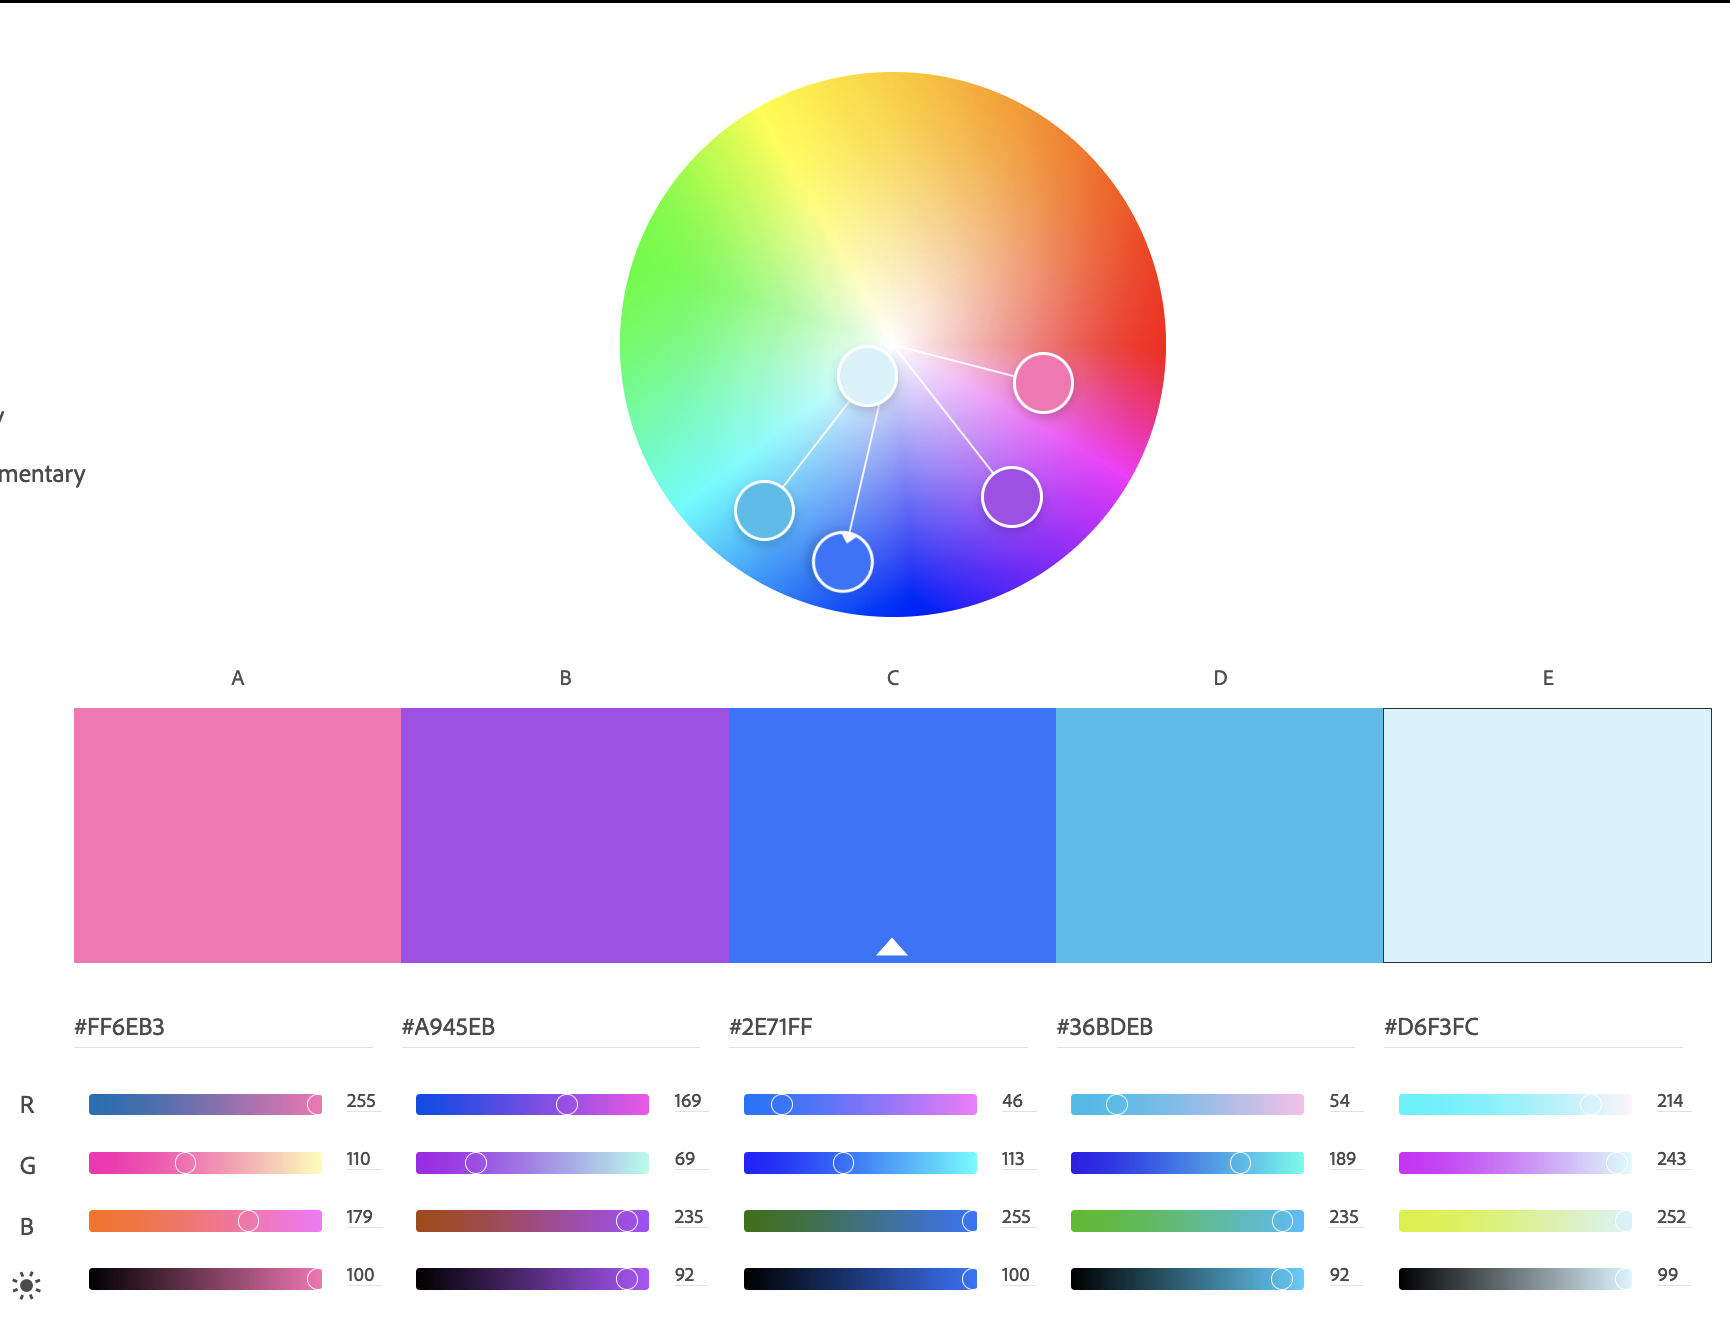 y
mentary
A B C D E
#FF6EB3 #A945EB #2E71FF #36BDEB #D6F3FC
R 255 169 46 54 214
G 110 69 113 189 243
B 179 235 255 235 252
100 92 100 92 99